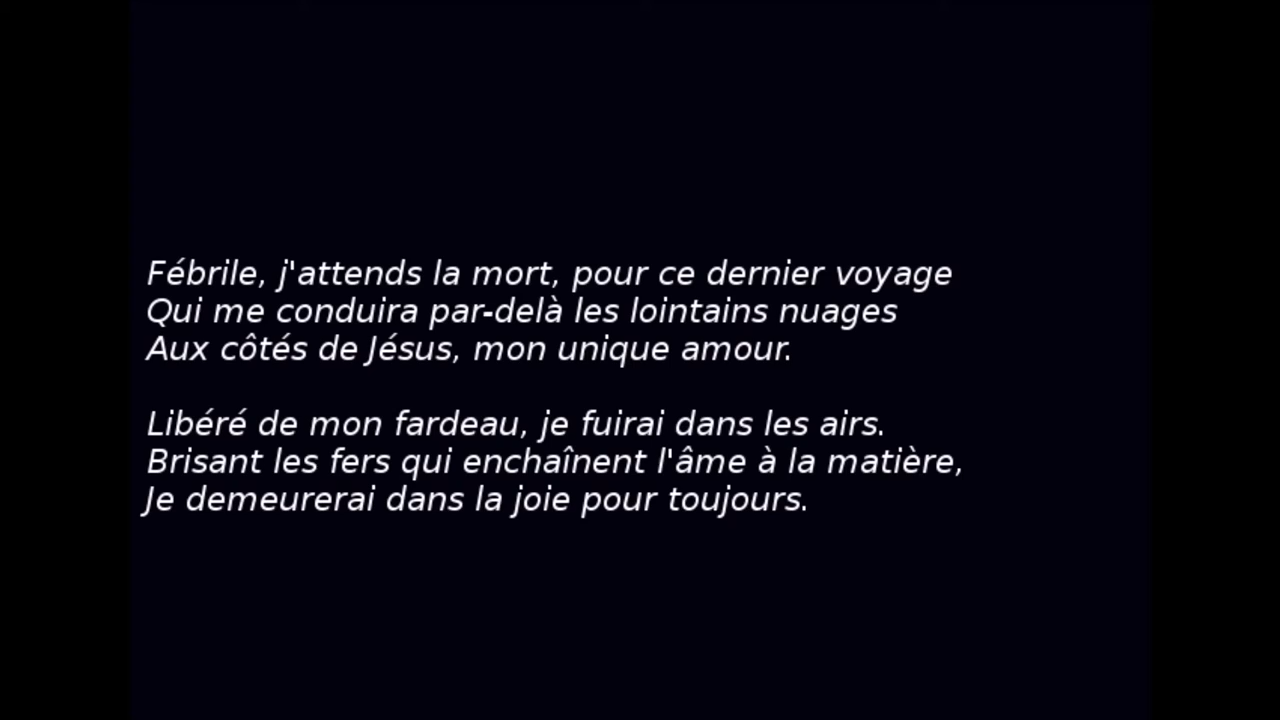 Fébrile, j'attends la mort, pour ce dernier voyage
Qui me conduira par-delà les lointains nuages
Aux côtés de Jésus, mon unique amour.
Libéré de mon fardeau, je fuirai dans les airs.
Brisant les fers qui enchaînent l'âme à la matière,
Je demeurerai dans la joie pour toujours.